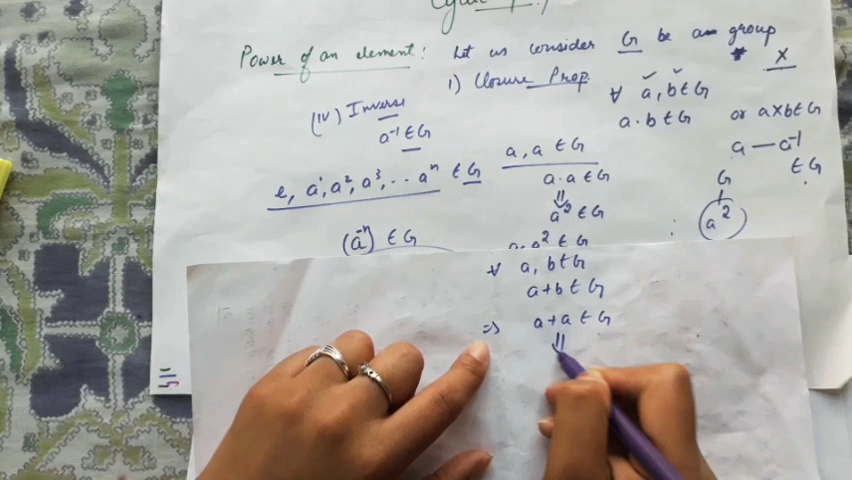 Power of an element: Let us consider G be a group
X
1) Closure Prop.
∀ a, b ∈ G
a·b ∈ G or a×b ∈ G
(iv) Inverse
a⁻¹ ∈ G
a — a⁻¹
∈ G
a, a ∈ G
e, a¹, a², a³, .. aⁿ ∈ G
a·a ∈ G
G
⇓
a² ∈ G
a²
(a⁻ⁿ) ∈ G
a·a² ∈ G
∀ a, b ∈ G
a+b ∈ G
⇒ a+a ∈ G